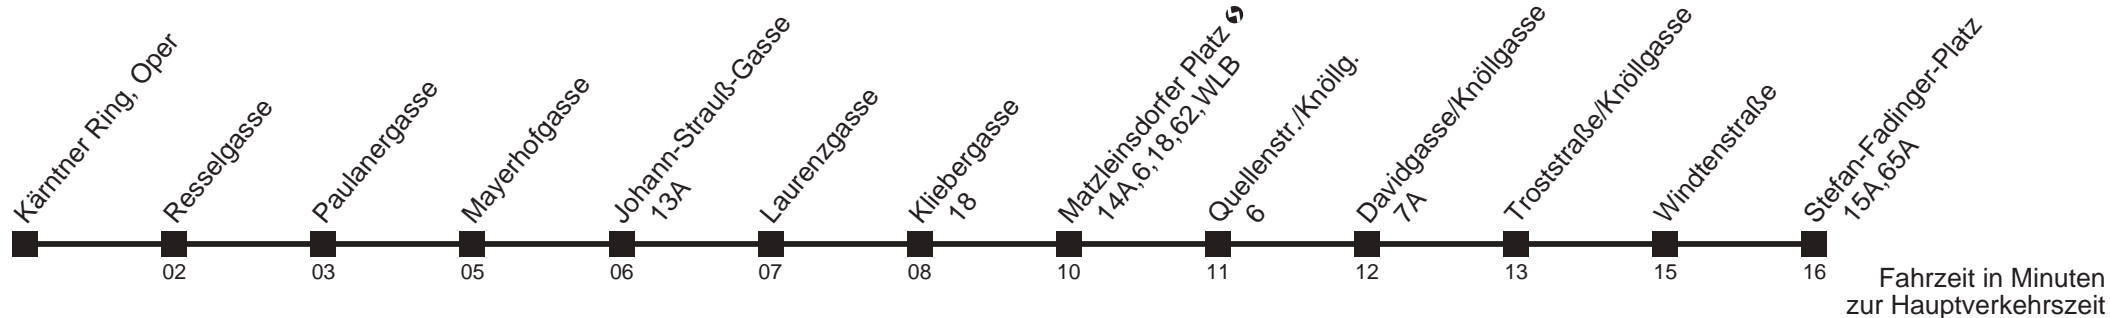 Kärntner Ring, Oper
Resselgasse
Paulanergasse
Mayerhofgasse
Johann-Strauß-Gasse
13A
Laurenzgasse
Kliebergasse
18
Matzleinsdorfer Platz
14A,6,18,62,WLB
Quellenstr./Knöllg.
6
Davidgasse/Knöllgasse
7A
Troststraße/Knöllgasse
Windtenstraße
Stefan-Fadinger-Platz
15A,65A
02
03
05
06
07
08
10
11
12
13
15
16
Fahrzeit in Minuten
zur Hauptverkehrszeit